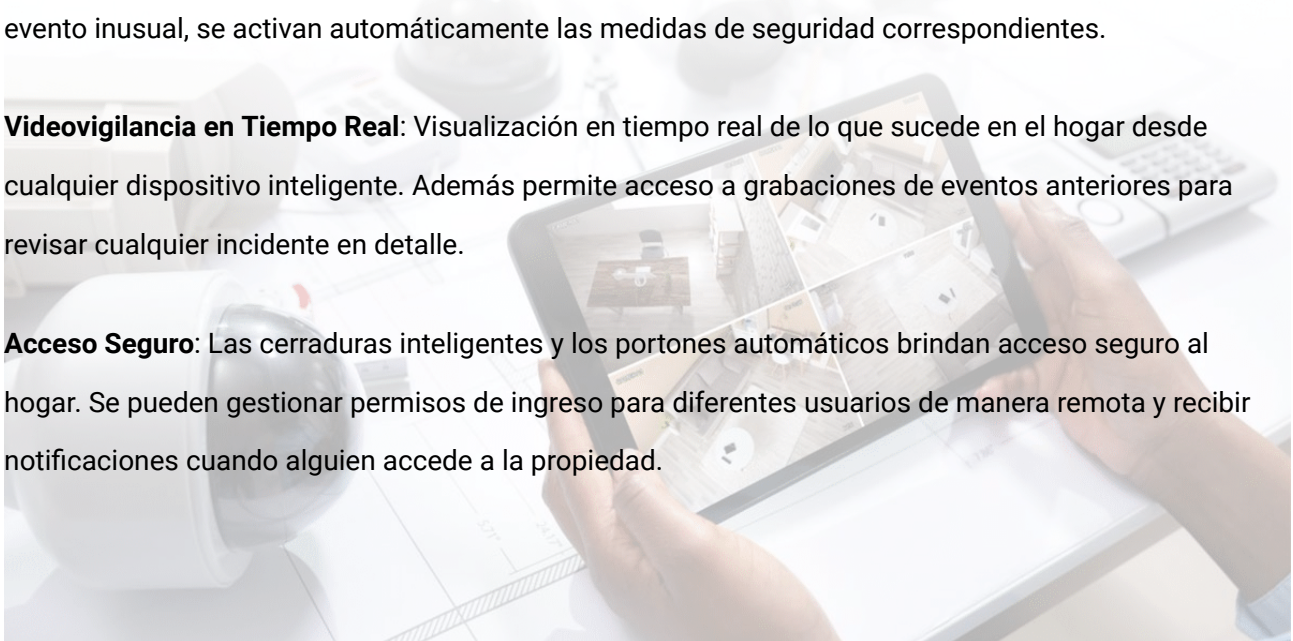 evento inusual, se activan automáticamente las medidas de seguridad correspondientes.
Videovigilancia en Tiempo Real: Visualización en tiempo real de lo que sucede en el hogar desde
cualquier dispositivo inteligente. Además permite acceso a grabaciones de eventos anteriores para
revisar cualquier incidente en detalle.
Acceso Seguro: Las cerraduras inteligentes y los portones automáticos brindan acceso seguro al
hogar. Se pueden gestionar permisos de ingreso para diferentes usuarios de manera remota y recibir
notificaciones cuando alguien accede a la propiedad.